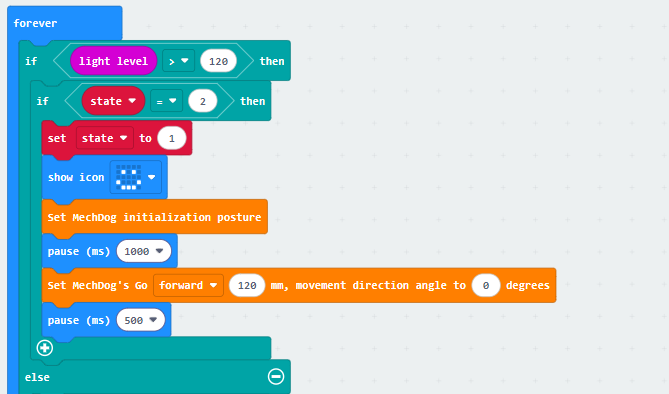 forever
if light level > 120 then
if state = 2 then
set state to 1
show icon
Set MechDog initialization posture
pause (ms) 1000
Set MechDog's Go forward 120 mm, movement direction angle to 0 degrees
pause (ms) 500
else